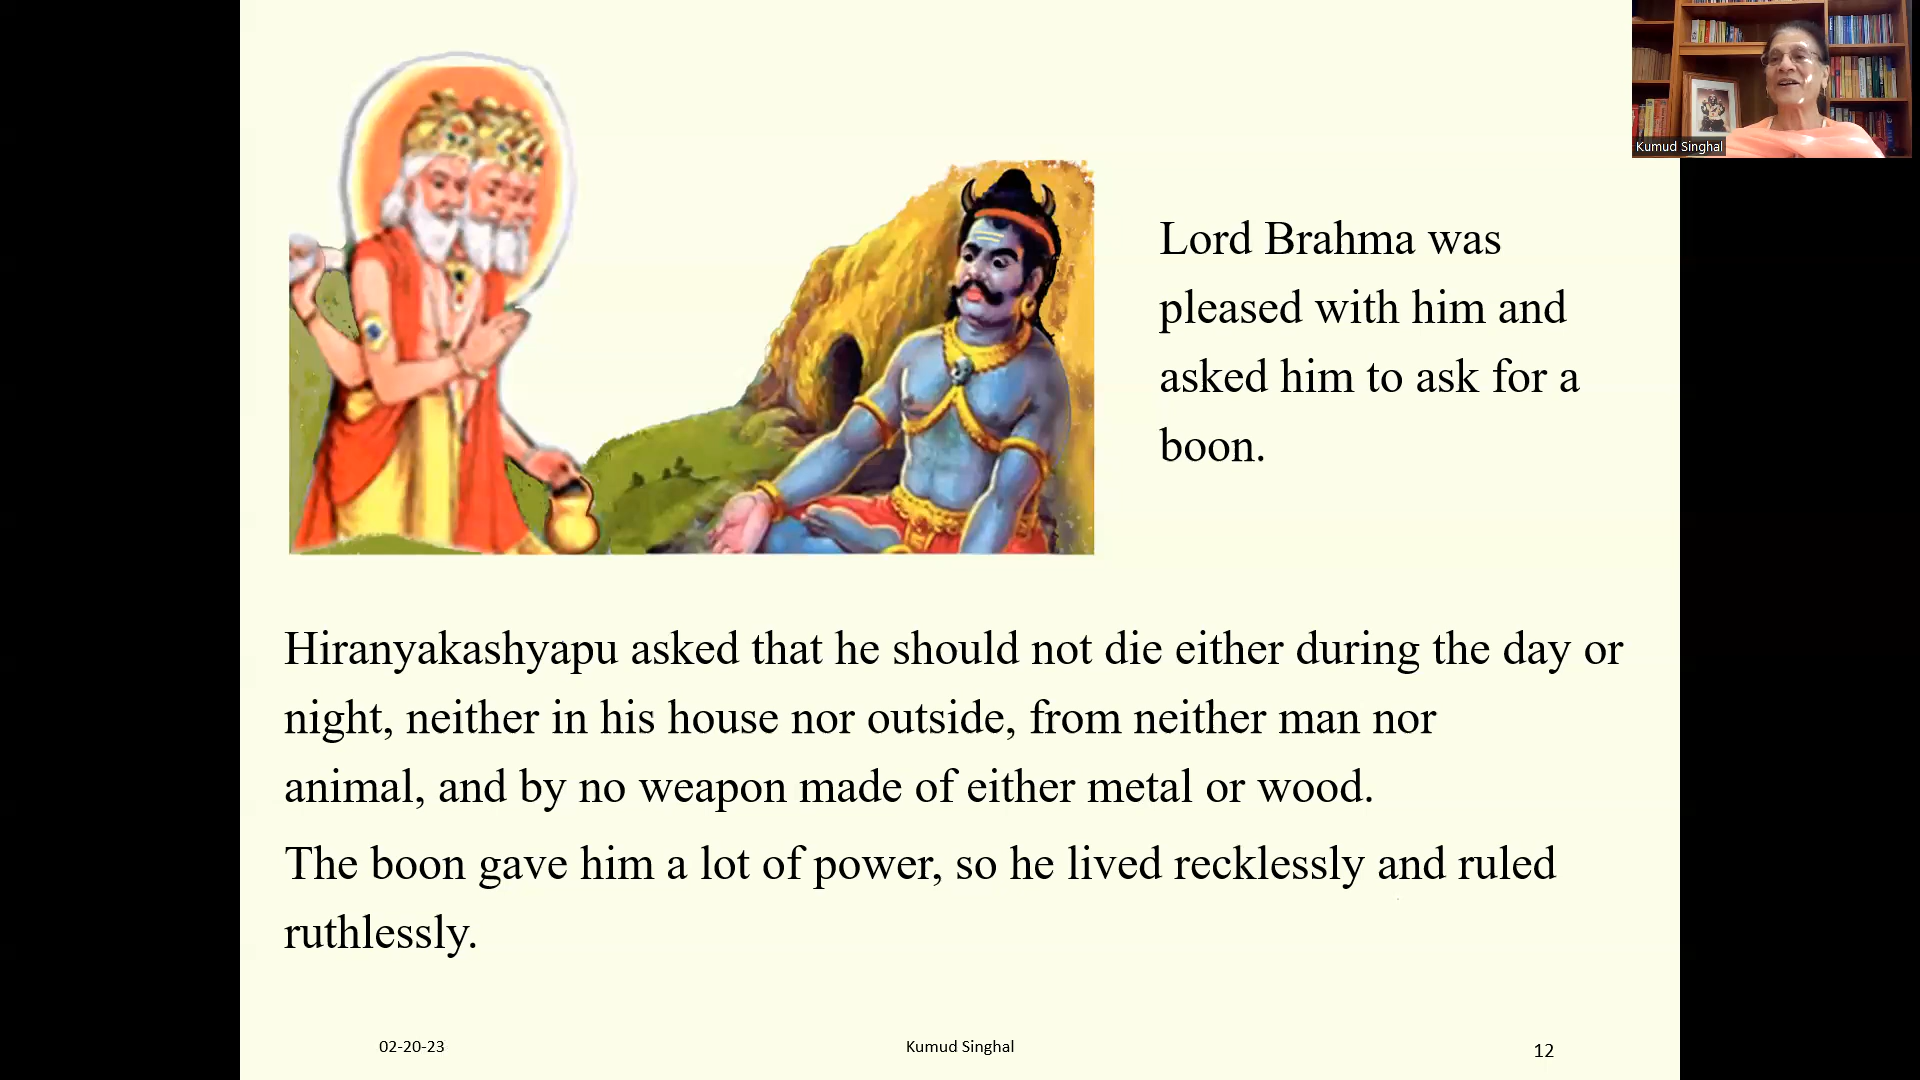 Kumud Singhal
Lord Brahma was
pleased with him and
asked him to ask for a
boon.
Hiranyakashyapu asked that he should not die either during the day or
night, neither in his house nor outside, from neither man nor
animal, and by no weapon made of either metal or wood.
The boon gave him a lot of power, so he lived recklessly and ruled
ruthlessly.
02-20-23
Kumud Singhal
12